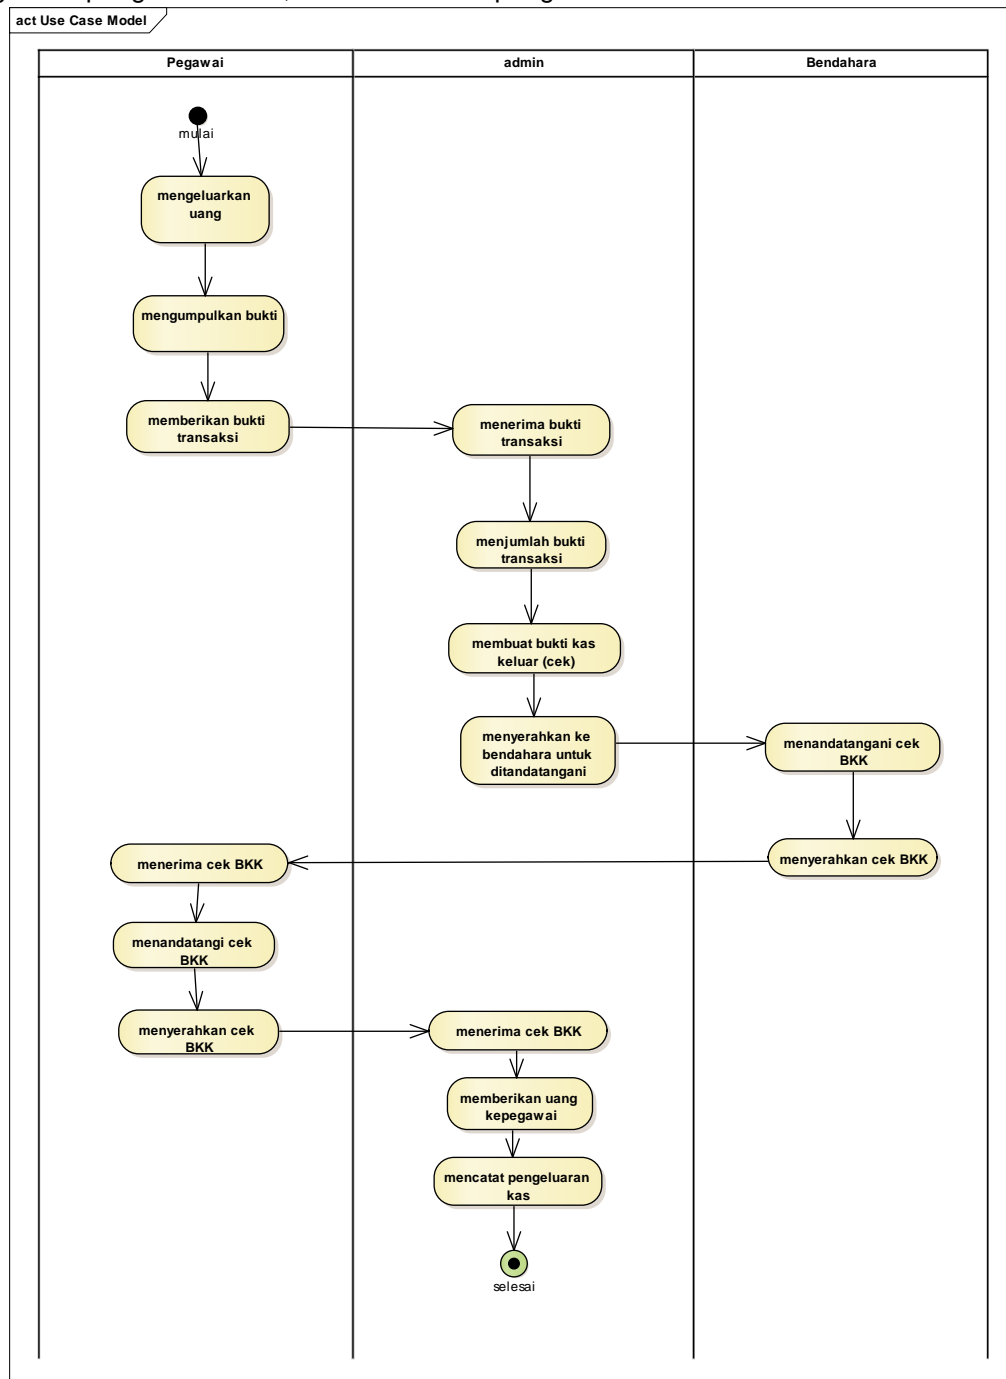 act Use Case Model
Pegawai
admin
Bendahara
mulai
mengeluarkan
uang
mengumpulkan bukti
memberikan bukti
transaksi
menerima bukti
transaksi
menjumlah bukti
transaksi
membuat bukti kas
keluar (cek)
menyerahkan ke
bendahara untuk
ditandatangani
menandatangani cek
BKK
menyerahkan cek BKK
menerima cek BKK
menandatangi cek
BKK
menyerahkan cek
BKK
menerima cek BKK
memberikan uang
kepegawai
mencatat pengeluaran
kas
selesai